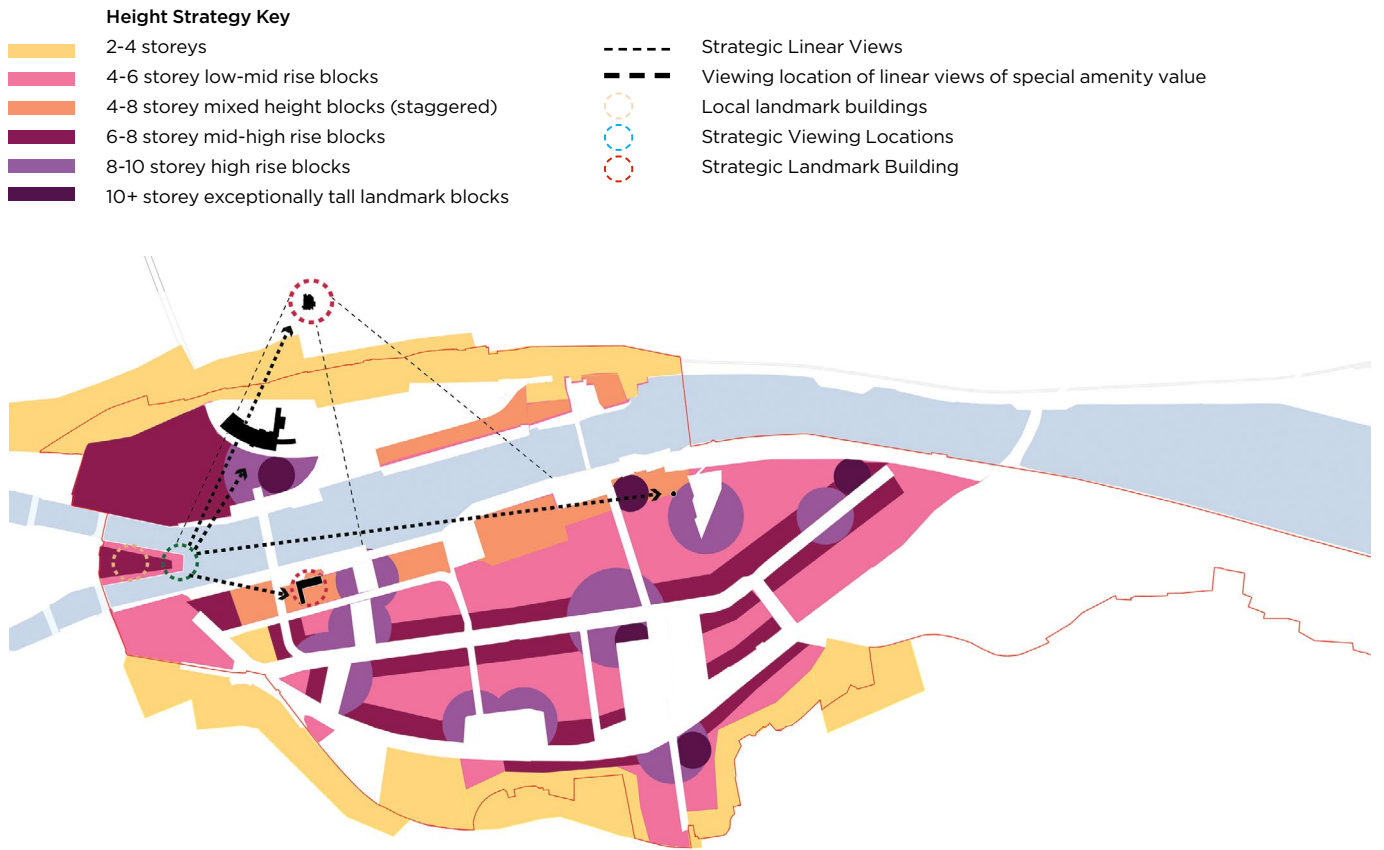 Height Strategy Key
2-4 storeys
4-6 storey low-mid rise blocks
4-8 storey mixed height blocks (staggered)
6-8 storey mid-high rise blocks
8-10 storey high rise blocks
10+ storey exceptionally tall landmark blocks
Strategic Linear Views
Viewing location of linear views of special amenity value
Local landmark buildings
Strategic Viewing Locations
Strategic Landmark Building